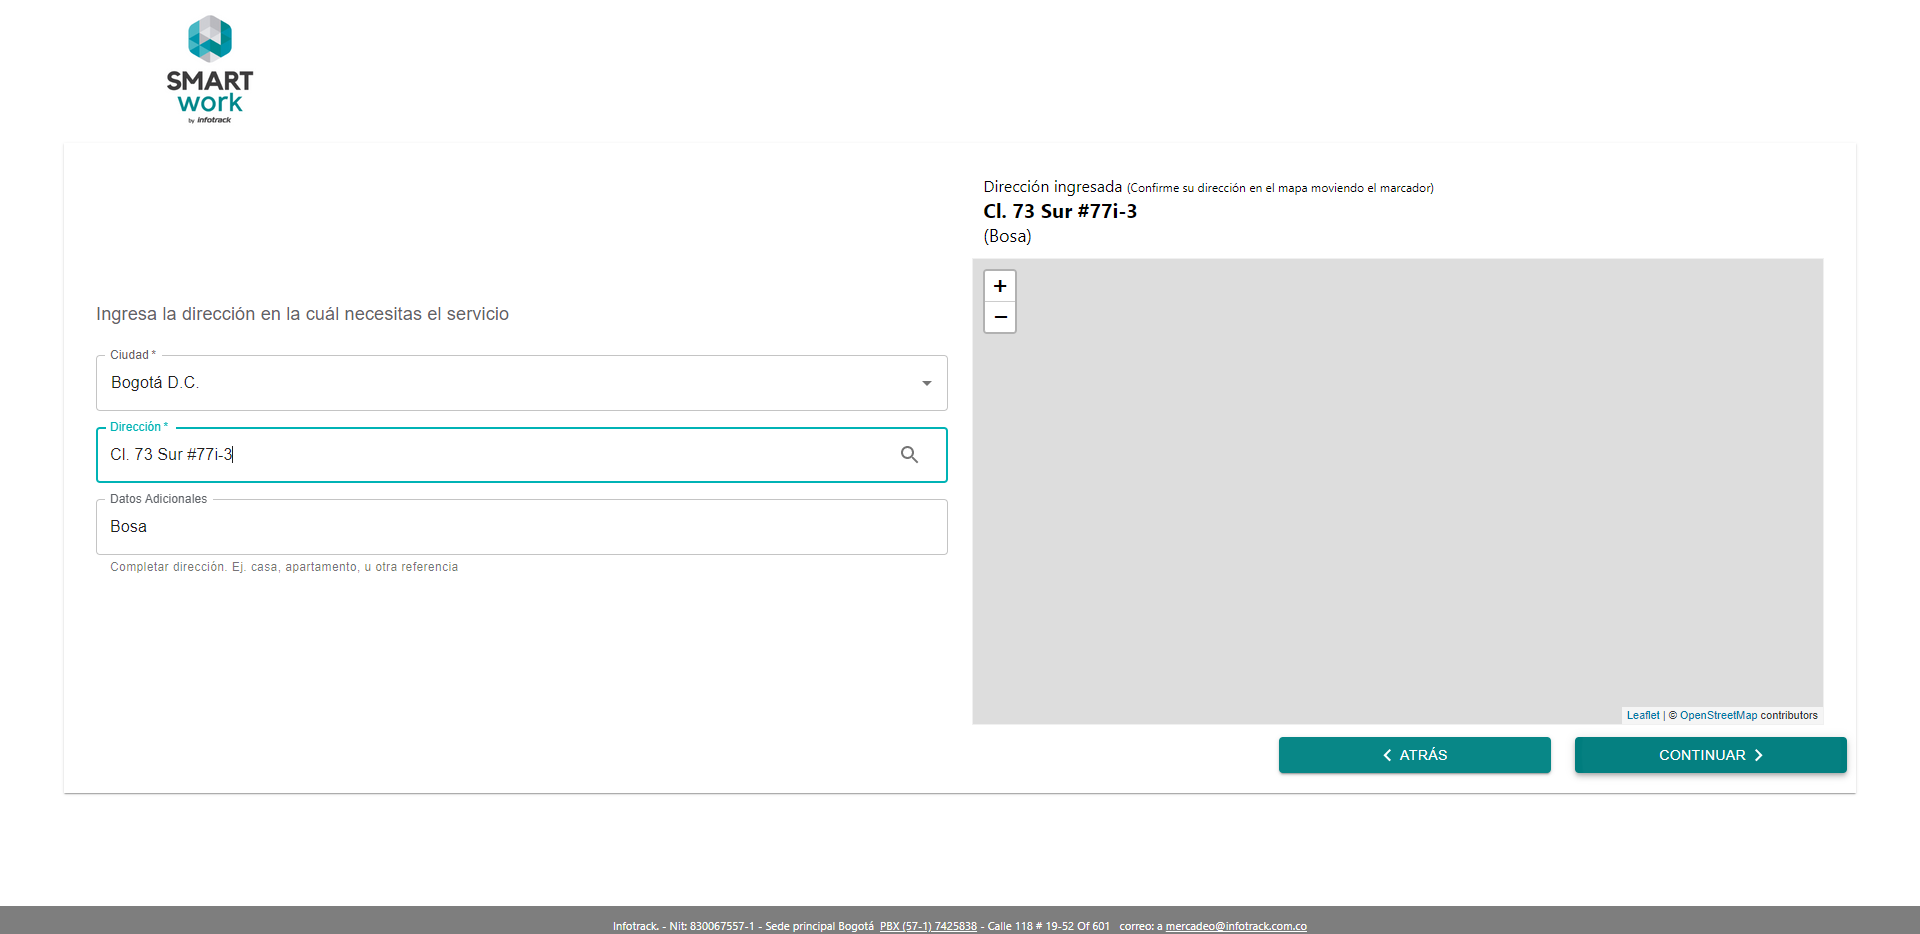 SMART
work
by infotrack
Dirección ingresada (Confirme su dirección en el mapa moviendo el marcador)
Cl. 73 Sur #77i-3
(Bosa)
+
−
Ingresa la dirección en la cuál necesitas el servicio
Ciudad *
Bogotá D.C.
Dirección *
Cl. 73 Sur #77i-3
Datos Adicionales
Bosa
Completar dirección. Ej. casa, apartamento, u otra referencia
Leaflet | © OpenStreetMap contributors
ATRÁS
CONTINUAR
Infotrack. - Nit: 830067557-1 - Sede principal Bogotá PBX (57-1) 7425838 - Calle 118 # 19-52 Of 601 correo: a mercadeo@infotrack.com.co